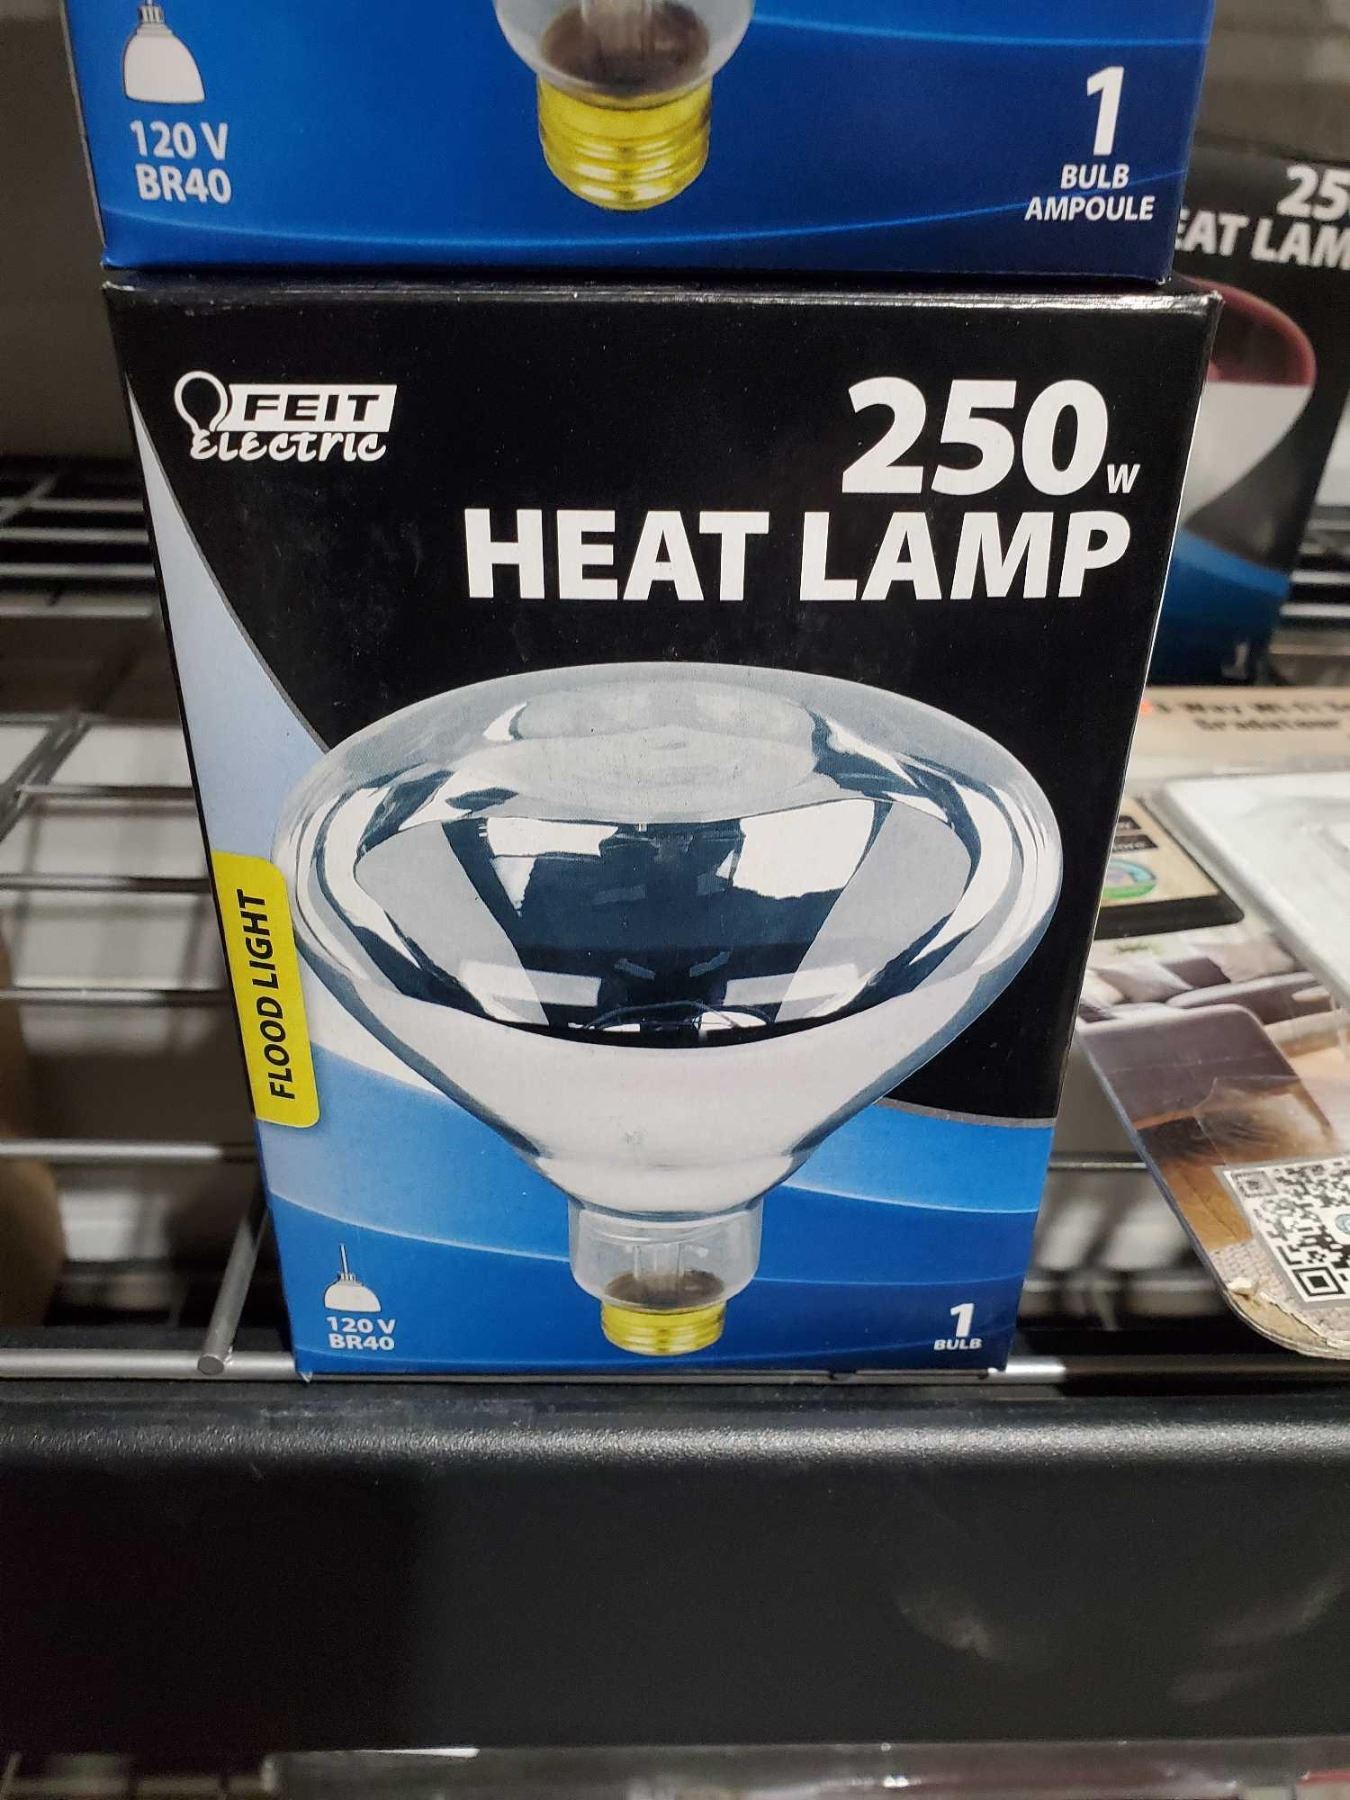 120 V
BR40
1
BULB
AMPOULE
25
EAT LAM
FEIT
ELECTRIC
250W
HEAT LAMP
FLOOD LIGHT
120 V
BR40
1
BULB